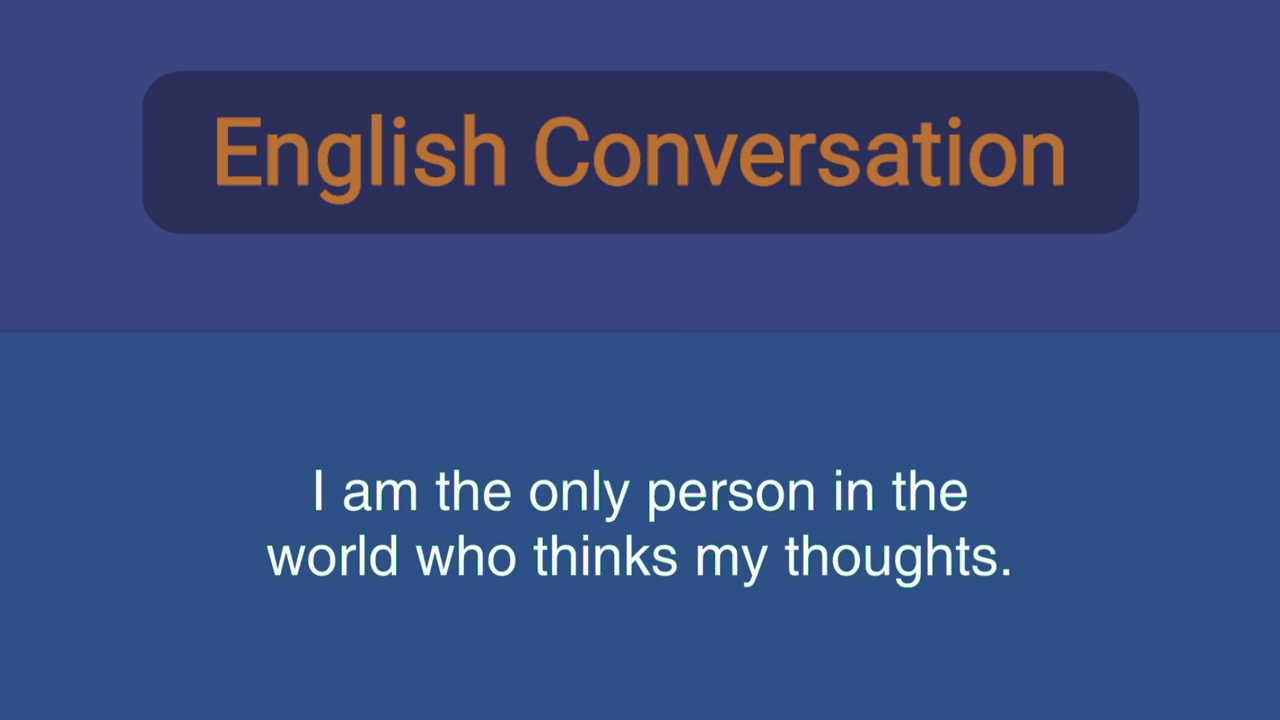 English Conversation
I am the only person in the
world who thinks my thoughts.